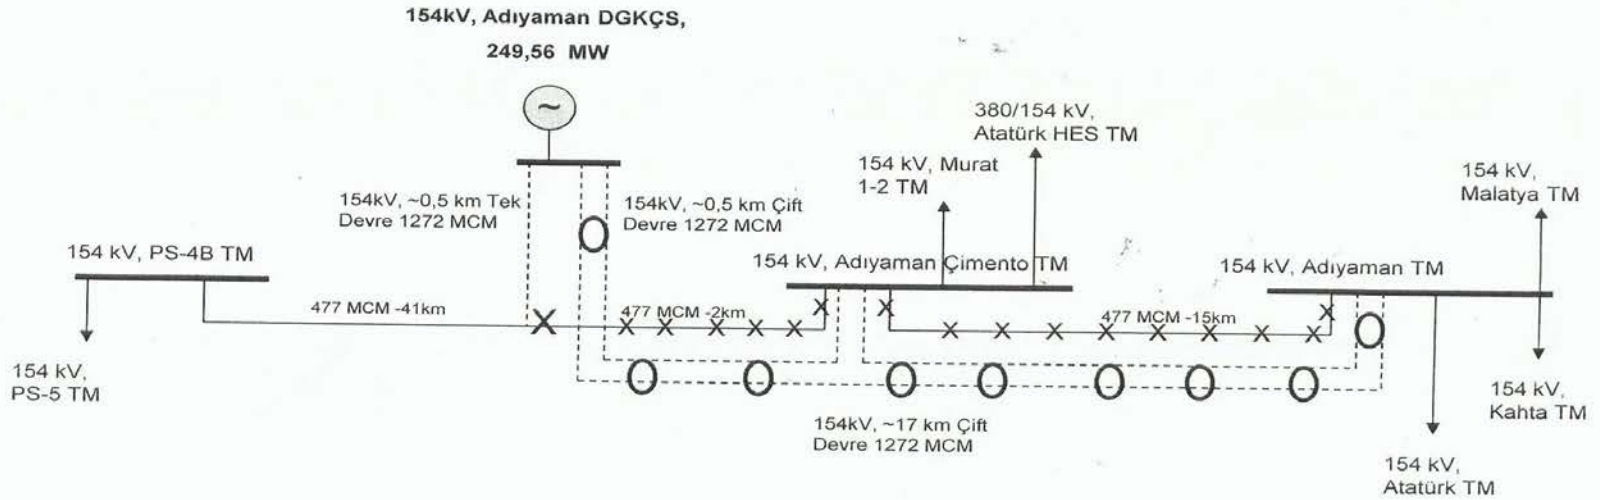 154kV, Adıyaman DGKÇS,
249,56 MW
~
380/154 kV,
Atatürk HES TM
154 kV, Murat
1-2 TM
154 kV,
Malatya TM
154kV, ~0,5 km Tek
Devre 1272 MCM
154kV, ~0,5 km Çift
Devre 1272 MCM
154 kV, PS-4B TM
154 kV, Adıyaman Çimento TM
154 kV, Adıyaman TM
477 MCM -41km
477 MCM -2km
477 MCM -15km
154 kV,
PS-5 TM
154kV, ~17 km Çift
Devre 1272 MCM
154 kV,
Kahta TM
154 kV,
Atatürk TM